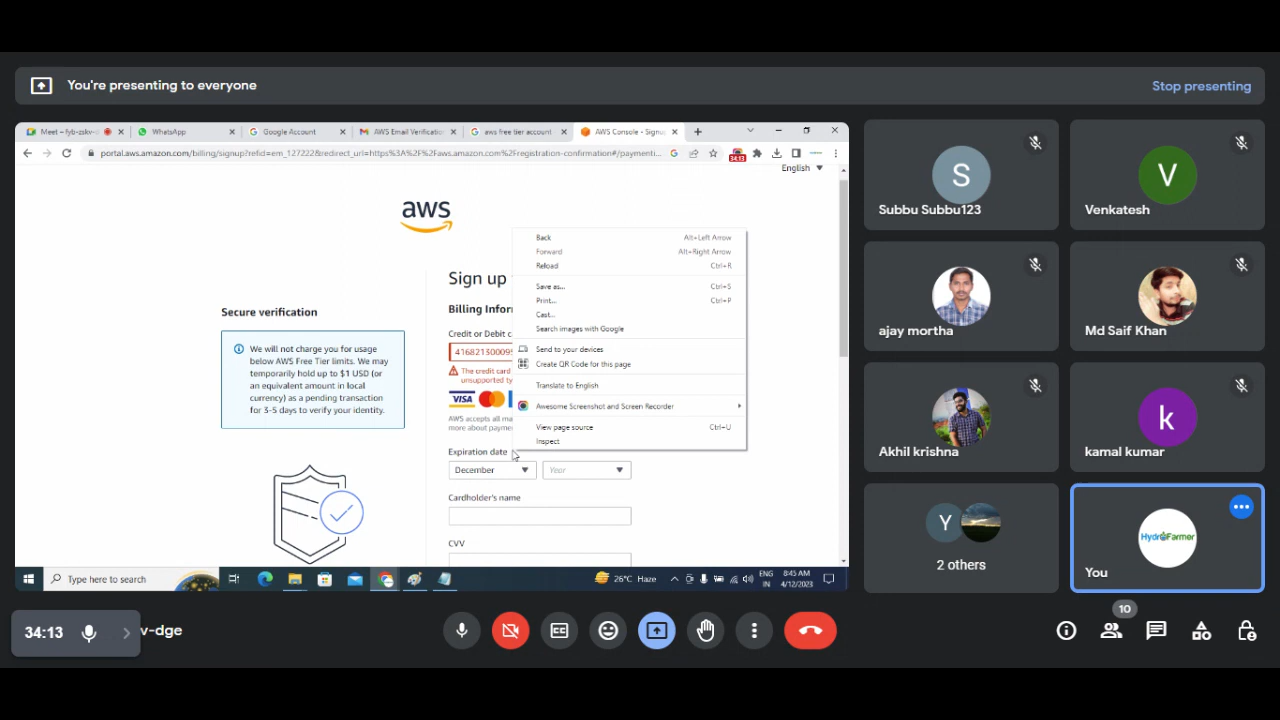 You're presenting to everyone
Stop presenting
Meet – fyb-zskv-
WhatsApp
Google Account
AWS Email Verificatio
aws free tier account
AWS Console - Signup
portal.aws.amazon.com/billing/signup?refid=em_127222&redirect_url=https%3A%2F%2Faws.amazon.com%2Fregistration-confirmation#/paymenti...
34:13
English
aws
Sign up
Secure verification
We will not charge you for usage
below AWS Free Tier limits. We may
temporarily hold up to $1 USD (or
an equivalent amount in local
currency) as a pending transaction
for 3-5 days to verify your identity.
Billing Infor
Credit or Debit c
The credit card
unsupported ty
VISA
AWS accepts all ma
more about payme
Expiration date
December
Year
Cardholder's name
CVV
Back Alt+Left Arrow
Forward Alt+Right Arrow
Reload Ctrl+R
Save as... Ctrl+S
Print... Ctrl+P
Cast...
Search images with Google
Send to your devices
Create QR Code for this page
Translate to English
Awesome Screenshot and Screen Recorder
View page source Ctrl+U
Inspect
Type here to search
26°C Haze
ENG
IN
8:45 AM
4/12/2023
S
Subbu Subbu123
V
Venkatesh
ajay mortha
Md Saif Khan
Akhil krishna
k
kamal kumar
Y
2 others
HydroFarmer
You
34:13
v-dge
10